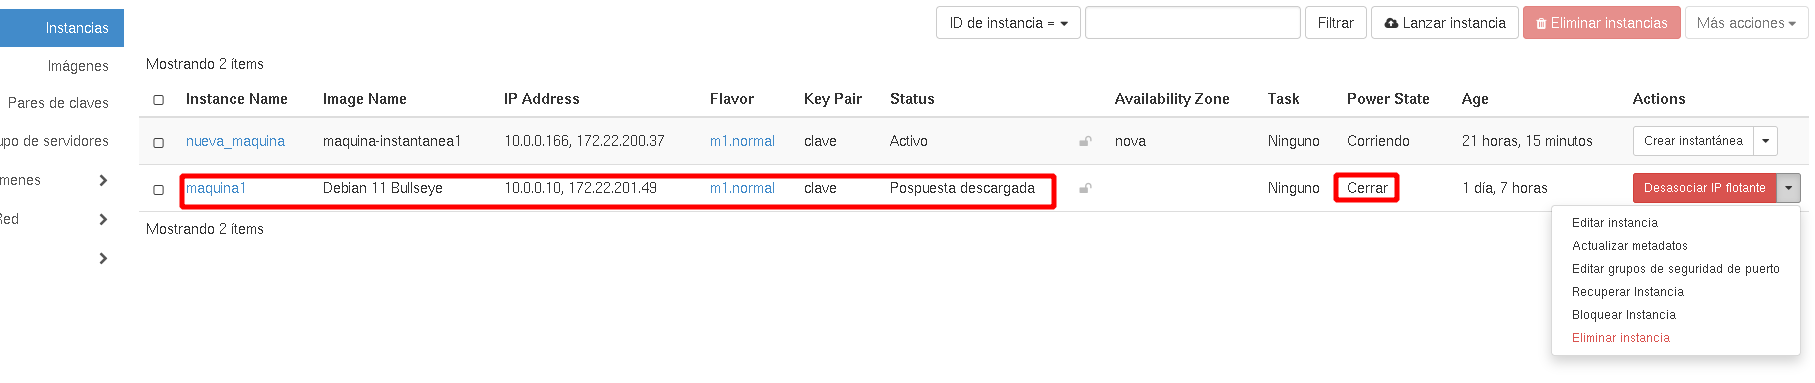 Instancias
ID de instancia =
Filtrar
Lanzar instancia
Eliminar instancias
Más acciones
Imágenes
Pares de claves
upo de servidores
menes
Red
Mostrando 2 ítems
Instance Name Image Name IP Address Flavor Key Pair Status Availability Zone Task Power State Age Actions
nueva_maquina maquina-instantanea1 10.0.0.166, 172.22.200.37 m1.normal clave Activo nova Ninguno Corriendo 21 horas, 15 minutos Crear instantánea
maquina1 Debian 11 Bullseye 10.0.0.10, 172.22.201.49 m1.normal clave Pospuesta descargada Ninguno Cerrar 1 día, 7 horas Desasociar IP flotante
Mostrando 2 ítems
Editar instancia
Actualizar metadatos
Editar grupos de seguridad de puerto
Recuperar Instancia
Bloquear Instancia
Eliminar instancia